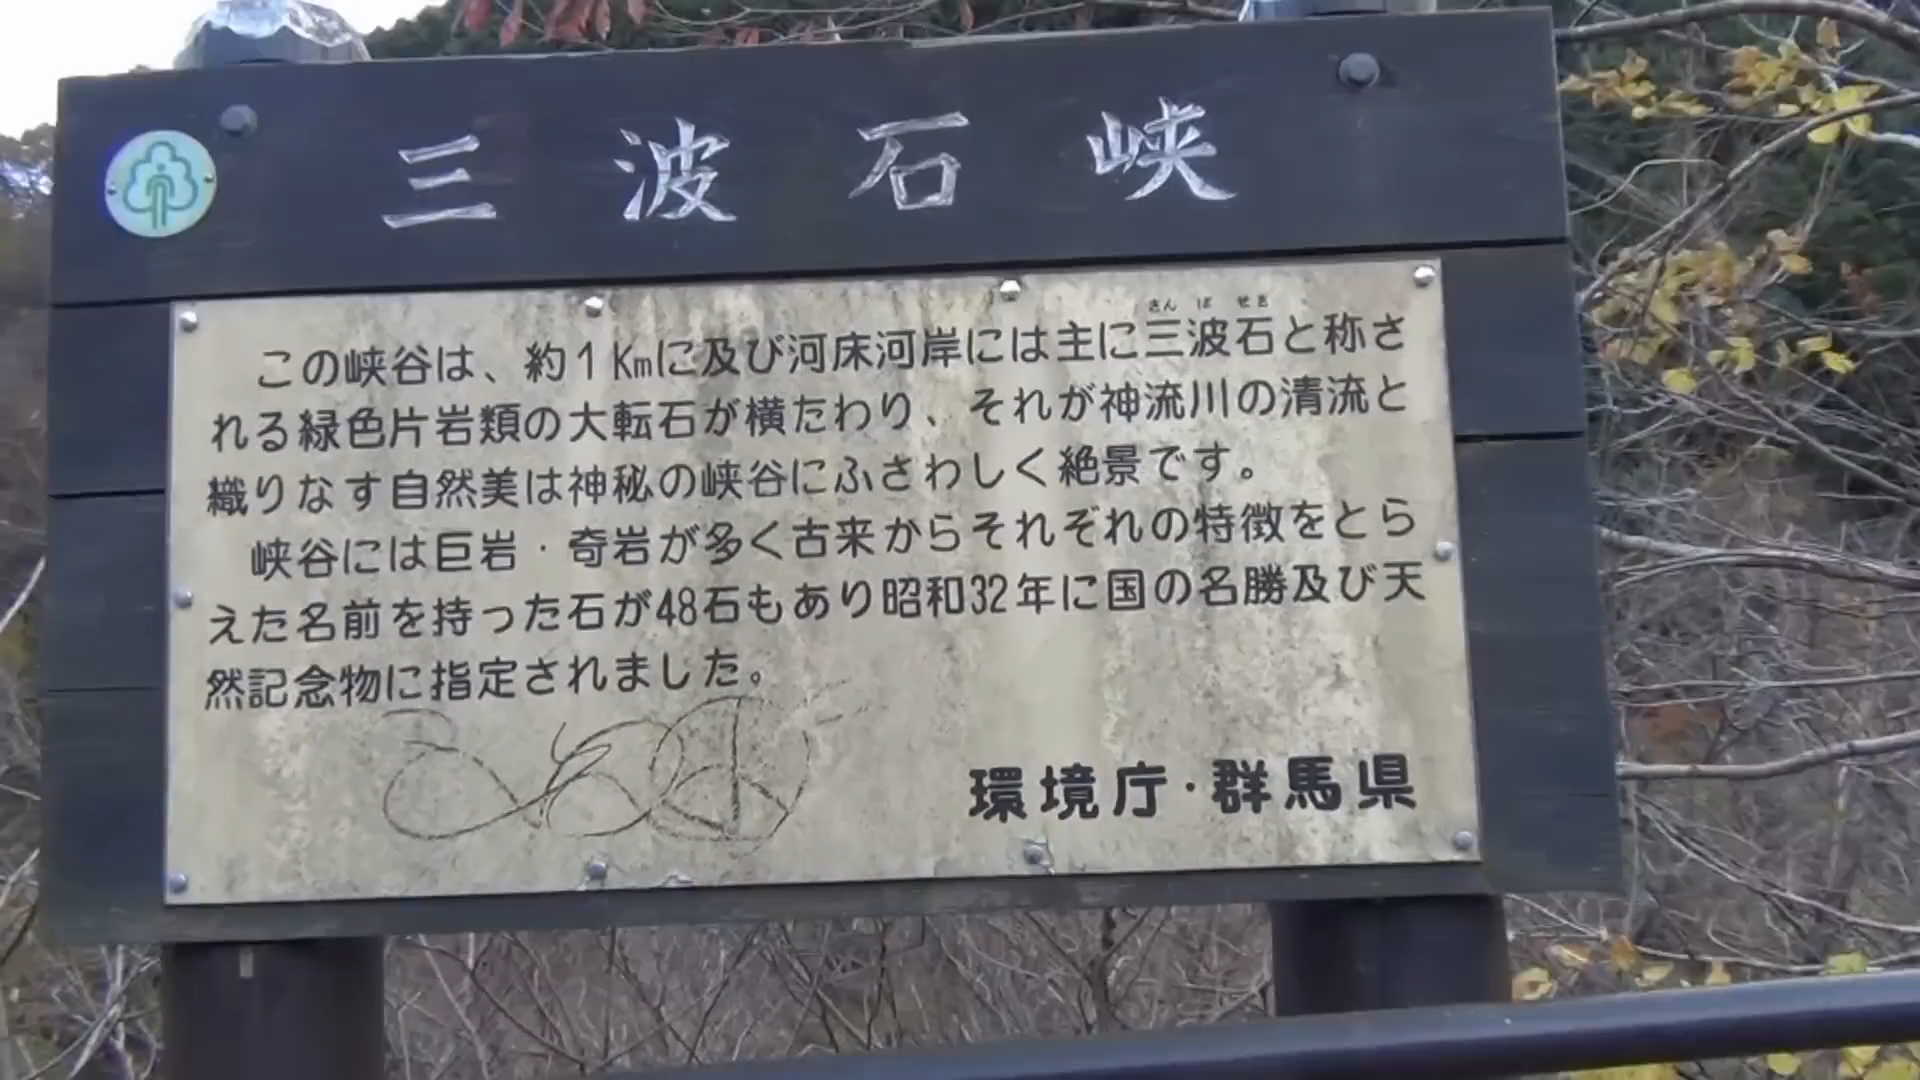 三波石峡
さんばせき
この峡谷は、約1Kmに及び河床河岸には主に三波石と称さ
れる緑色片岩類の大転石が横たわり、それが神流川の清流と
織りなす自然美は神秘の峡谷にふさわしく絶景です。
峡谷には巨岩・奇岩が多く古来からそれぞれの特徴をとら
えた名前を持った石が48石もあり昭和32年に国の名勝及び天
然記念物に指定されました。
環境庁・群馬県